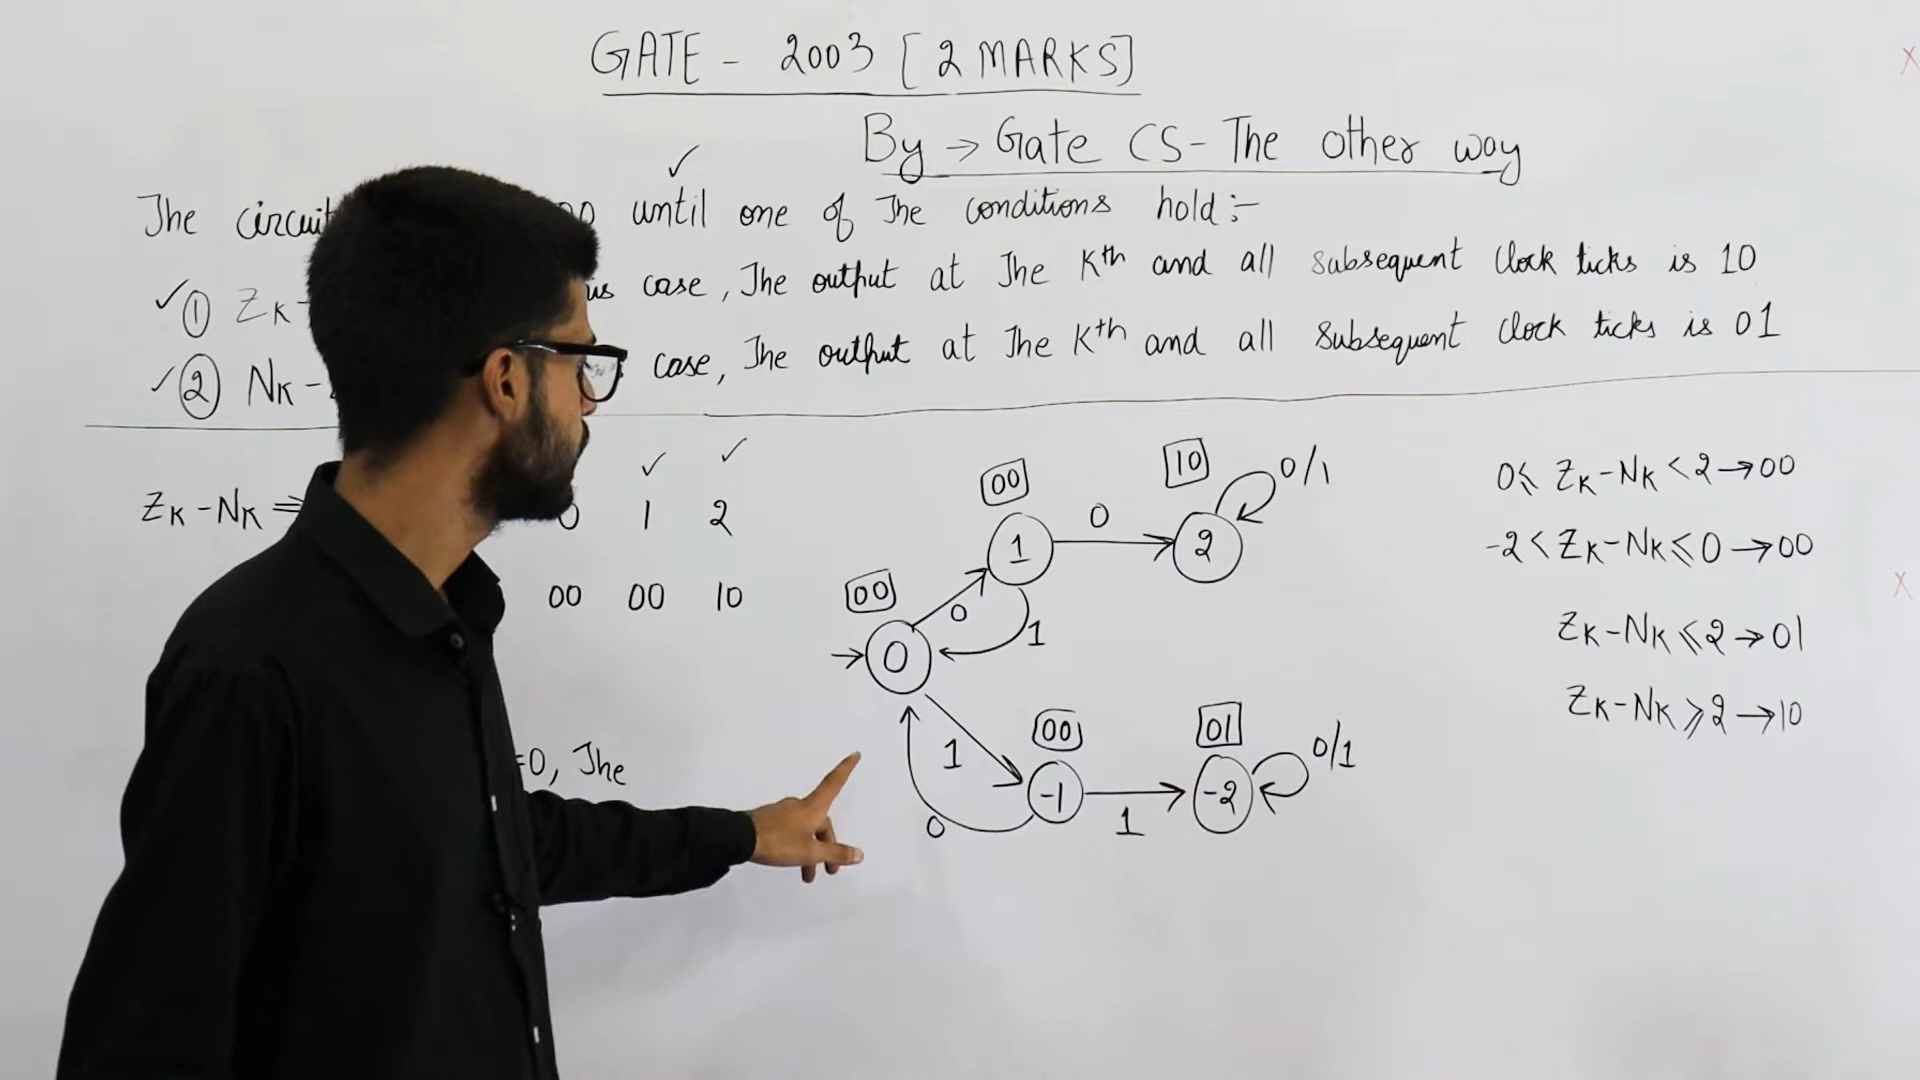 GATE - 2003 [2 MARKS]
By → Gate CS - The other way
The circuit 00 until one of The conditions hold :-
① ZK - case, The output at The Kth and all subsequent clock ticks is 10
② NK - case, The output at The Kth and all subsequent clock ticks is 01
ZK - NK ⇒ 0 1 2
00 00 10
=0, The
00
10
0/1
1
0
2
00
0
1
0
00
01
1
0/1
-1
-2
0
1
0 ≤ ZK - NK < 2 → 00
-2 < ZK - NK ≤ 0 → 00
ZK - NK ≤ 2 → 01
ZK - NK ≥ 2 → 10